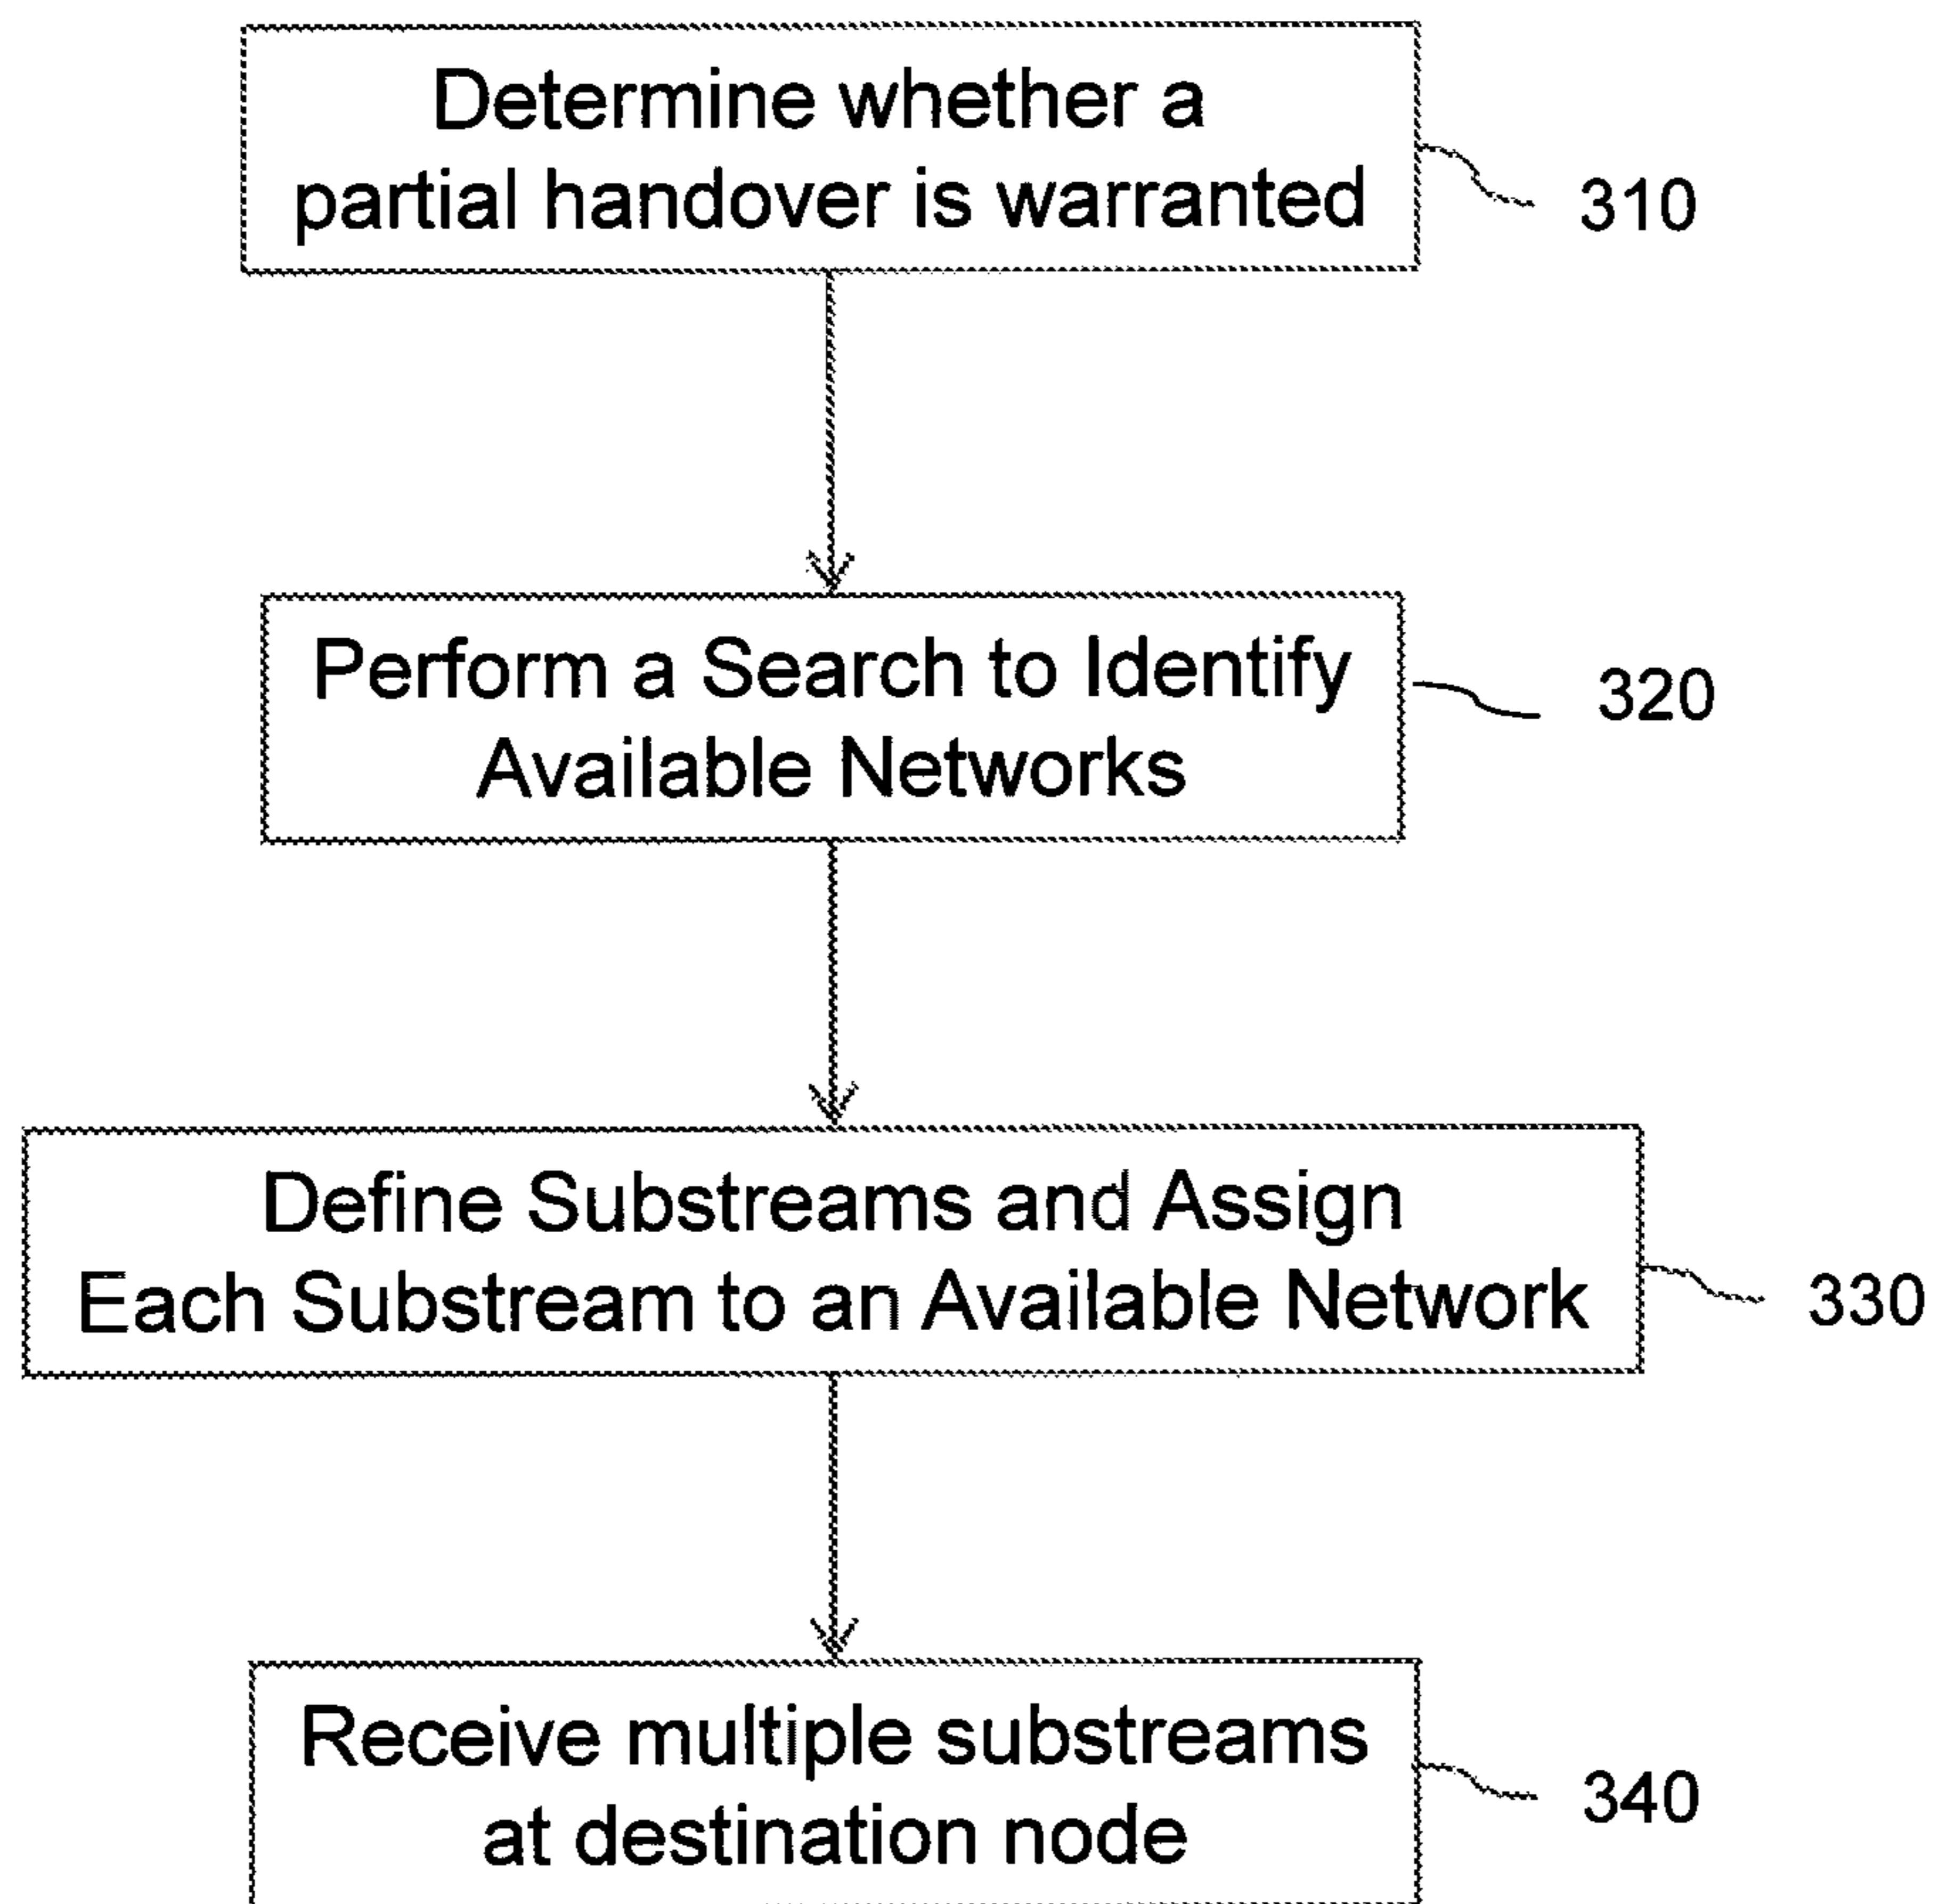 Determine whether a
partial handover is warranted
310
Perform a Search to Identify
Available Networks
320
Define Substreams and Assign
Each Substream to an Available Network
330
Receive multiple substreams
at destination node
340